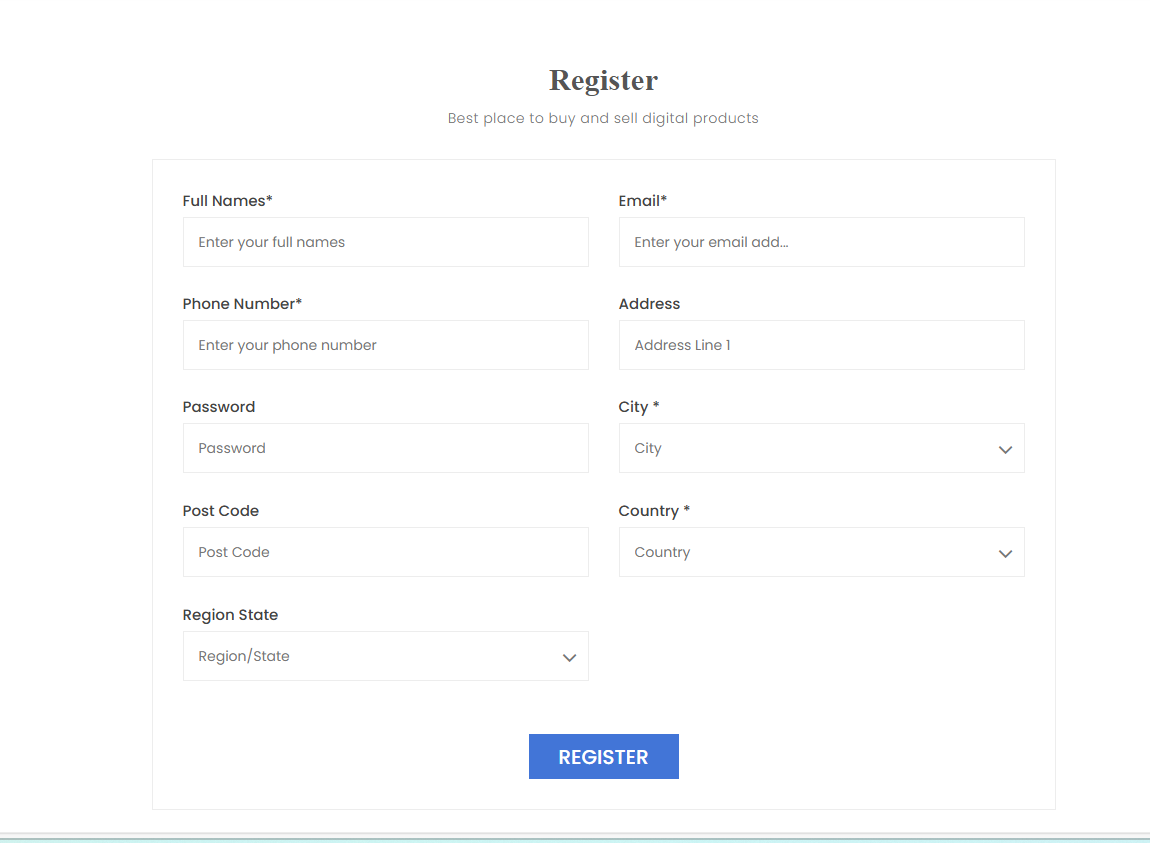 Register
Best place to buy and sell digital products
Full Names*
Email*
Enter your full names
Enter your email add...
Phone Number*
Address
Enter your phone number
Address Line 1
Password
City *
Password
City
Post Code
Country *
Post Code
Country
Region State
Region/State
REGISTER